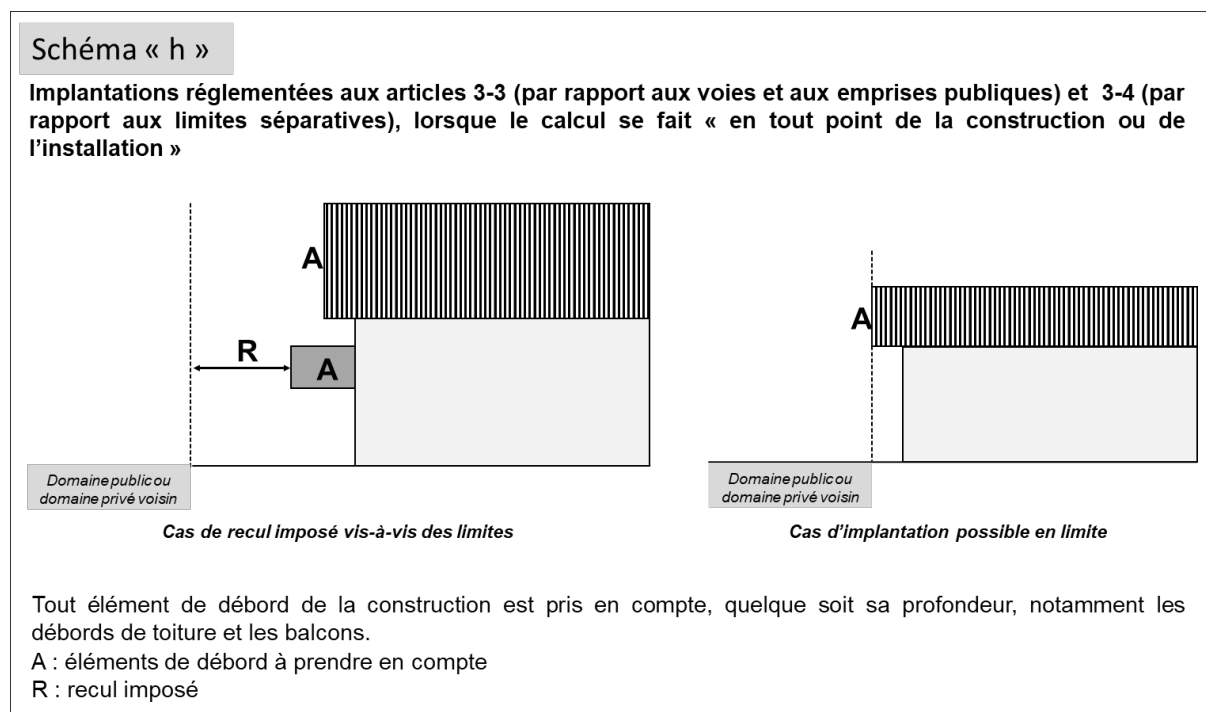 Schéma « h »
Implantations réglementées aux articles 3-3 (par rapport aux voies et aux emprises publiques) et 3-4 (par
rapport aux limites séparatives), lorsque le calcul se fait « en tout point de la construction ou de
l’installation »
A
R
A
A
Domaine public ou
domaine privé voisin
Domaine public ou
domaine privé voisin
Cas de recul imposé vis-à-vis des limites
Cas d’implantation possible en limite
Tout élément de débord de la construction est pris en compte, quelque soit sa profondeur, notamment les
débords de toiture et les balcons.
A : éléments de débord à prendre en compte
R : recul imposé